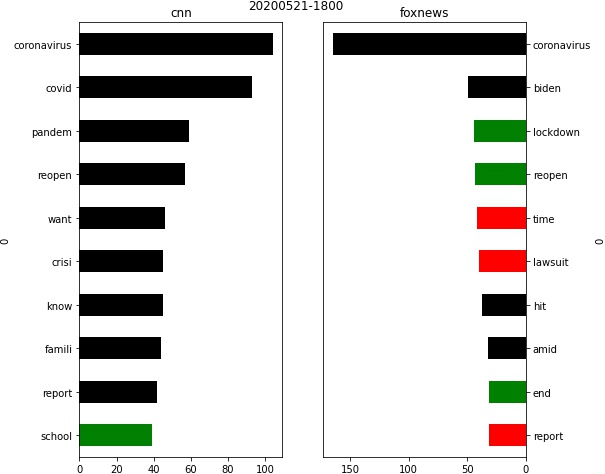 20200521-1800
cnn
foxnews
coronavirus
covid
pandem
reopen
want
crisi
know
famili
report
school
0
0 20 40 60 80 100
coronavirus
biden
lockdown
reopen
time
lawsuit
hit
amid
end
report
0
150 100 50 0